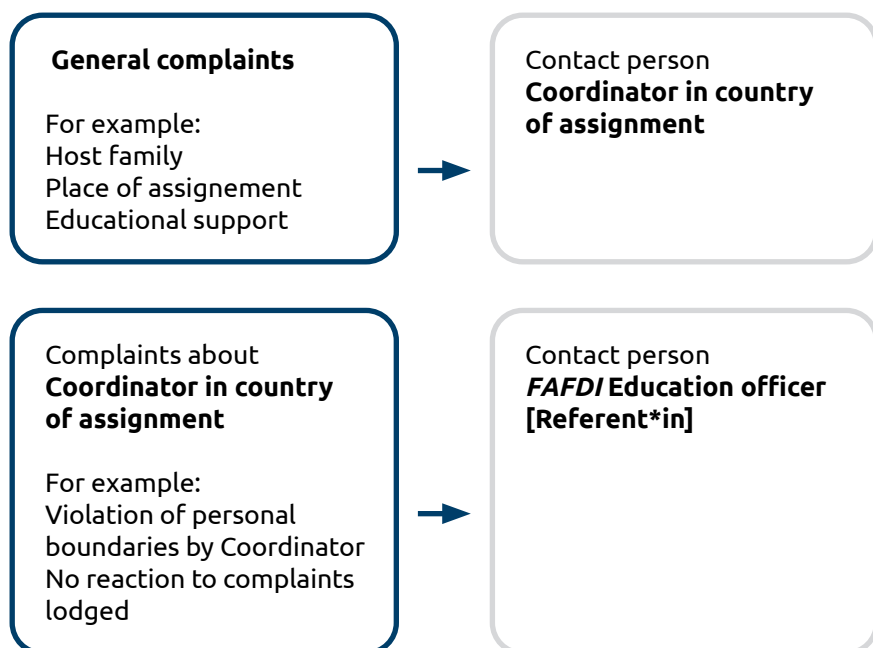 General complaints
For example:
Host family
Place of assignement
Educational support
Contact person
Coordinator in country
of assignment
Complaints about
Coordinator in country
of assignment
For example:
Violation of personal
boundaries by Coordinator
No reaction to complaints
lodged
Contact person
FAFDI Education officer
[Referent*in]